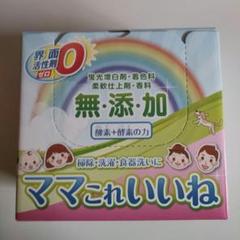 界面
活性剤
ゼロ
0
蛍光増白剤・着色料
柔軟仕上剤・香料
無・添・加
酸素+酵素の力
掃除・洗濯・食器洗いに
ママこれいいね